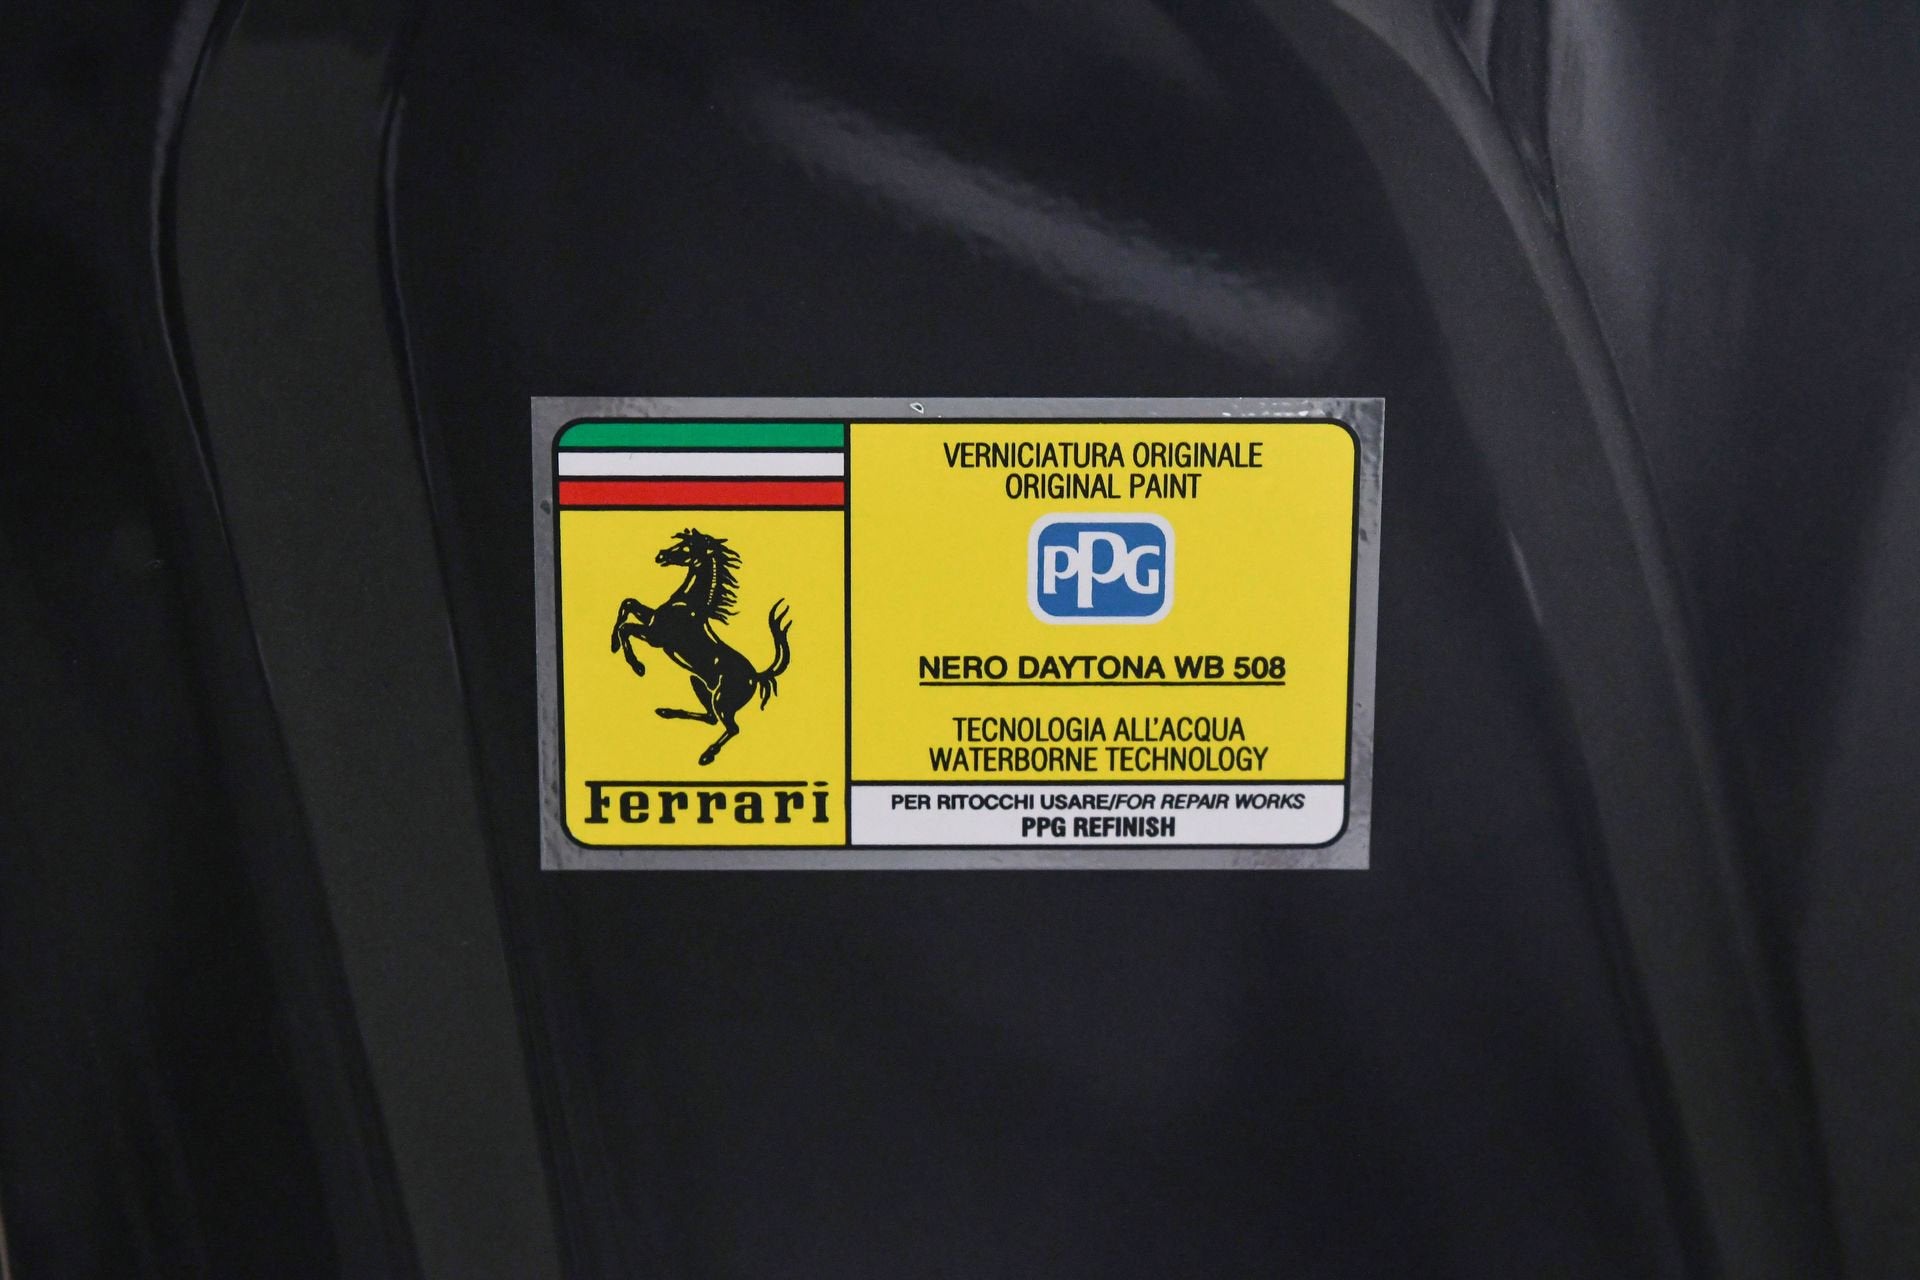 Ferrari
VERNICIATURA ORIGINALE
ORIGINAL PAINT
PPG
NERO DAYTONA WB 508
TECNOLOGIA ALL'ACQUA
WATERBORNE TECHNOLOGY
PER RITOCCHI USARE/FOR REPAIR WORKS
PPG REFINISH